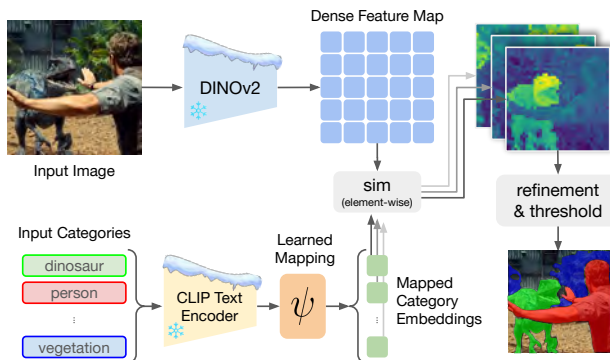 Dense Feature Map
DINOv2
Input Image
sim
(element-wise)
refinement
& threshold
Input Categories
dinosaur
person
...
vegetation
CLIP Text
Encoder
Learned
Mapping
ψ
Mapped
Category
Embeddings